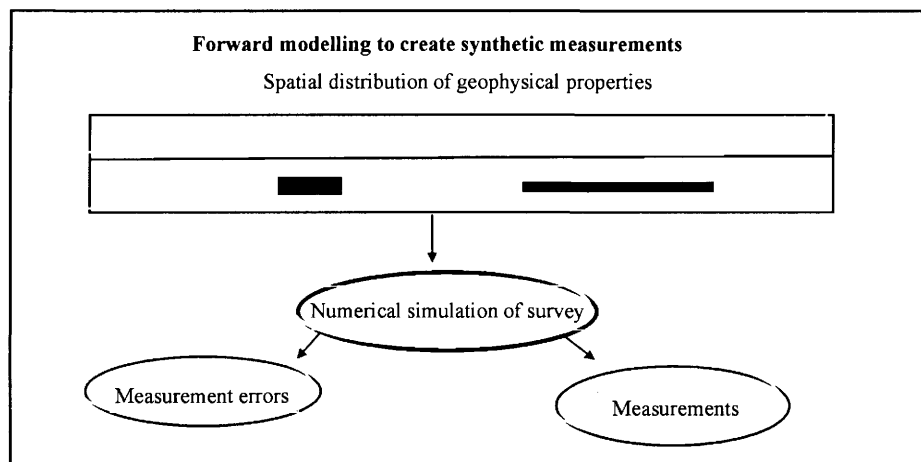 Forward modelling to create synthetic measurements
Spatial distribution of geophysical properties
Numerical simulation of survey
Measurement errors
Measurements